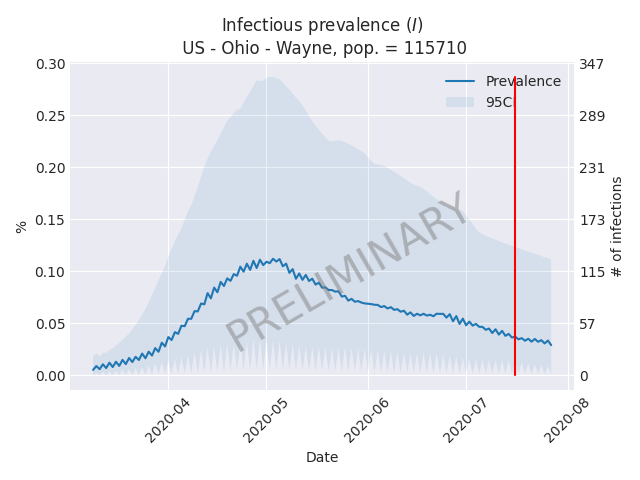 Infectious prevalence (I)
US - Ohio - Wayne, pop. = 115710
0.30
0.25
0.20
0.15
0.10
0.05
0.00
%
Prevalence
95CI
PRELIMINARY
347
289
231
173
115
57
0
# of infections
2020-04
2020-05
2020-06
2020-07
2020-08
Date